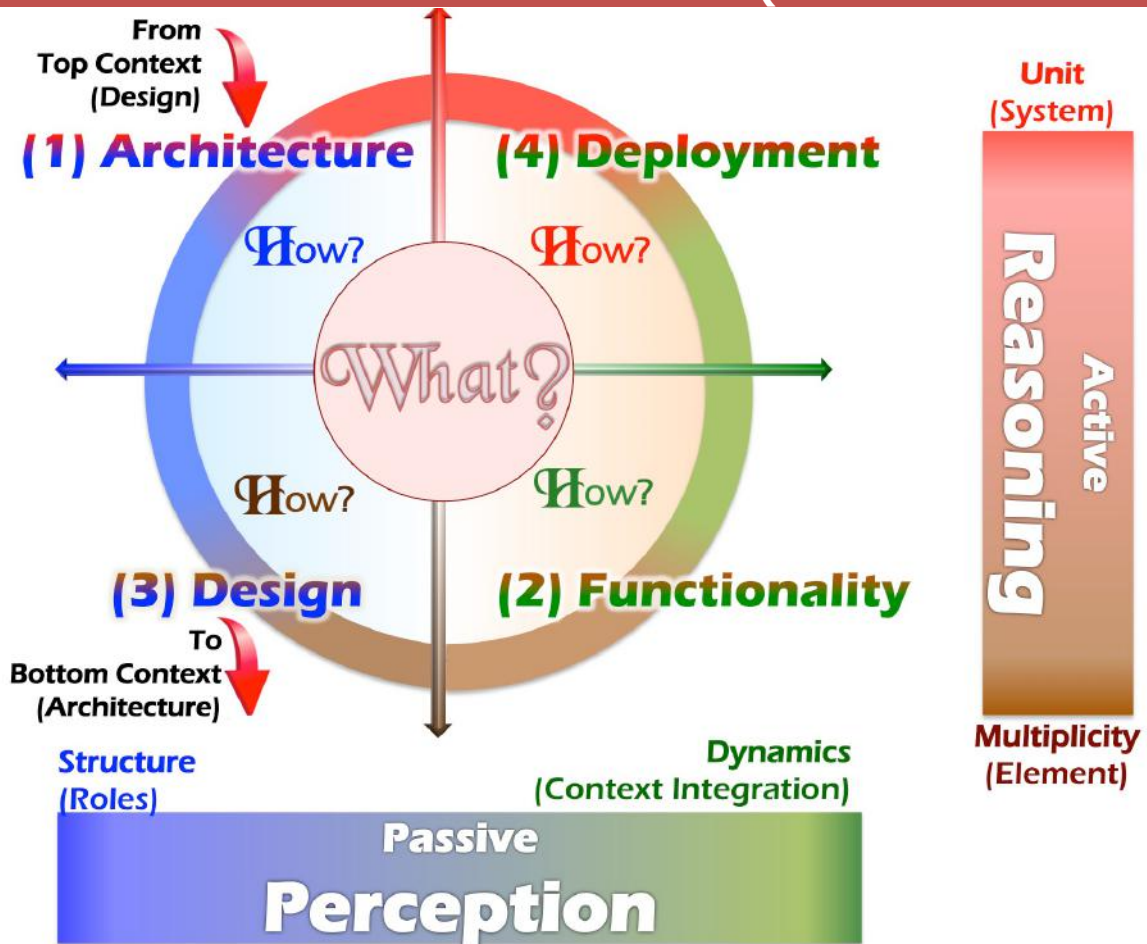 From
Top Context
(Design)
(1) Architecture
(4) Deployment
How?
How?
What?
How?
How?
(3) Design
(2) Functionality
To
Bottom Context
(Architecture)
Structure
(Roles)
Dynamics
(Context Integration)
Passive
Perception
Unit
(System)
Reasoning
Active
Multiplicity
(Element)